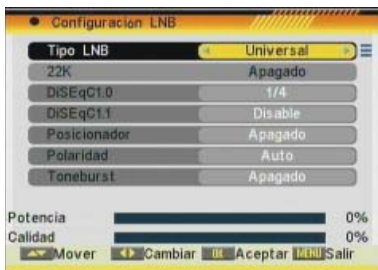 Configuracion LNB
Tipo LNB Universal
22K Apagado
DiSEqC1.0 1/4
DiSEqC1.1 Disable
Posicionador Apagado
Polaridad Auto
Toneburst Apagado
Potencia 0%
Calidad 0%
Mover Cambiar OK Aceptar MENU Salir